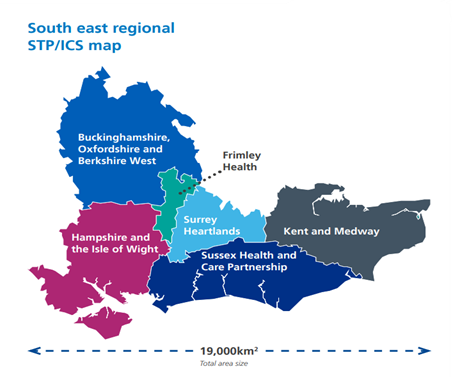 South east regional
STP/ICS map
Buckinghamshire,
Oxfordshire and
Berkshire West
Frimley
Health
Surrey
Heartlands
Hampshire and
the Isle of Wight
Kent and Medway
Sussex Health and
Care Partnership
19,000km²
Total area size